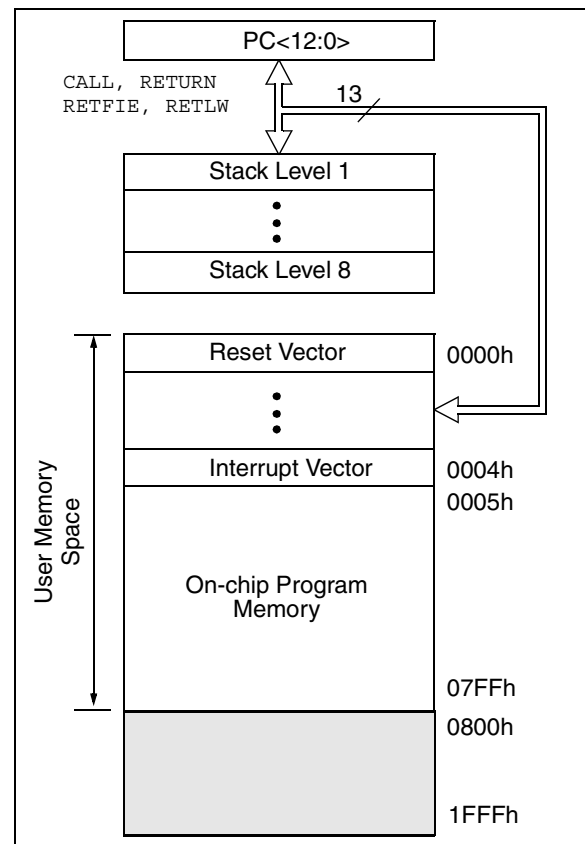 PC<12:0>
CALL, RETURN
RETFIE, RETLW
13
Stack Level 1
Stack Level 8
User Memory
Space
Reset Vector
0000h
Interrupt Vector
0004h
0005h
On-chip Program
Memory
07FFh
0800h
1FFFh